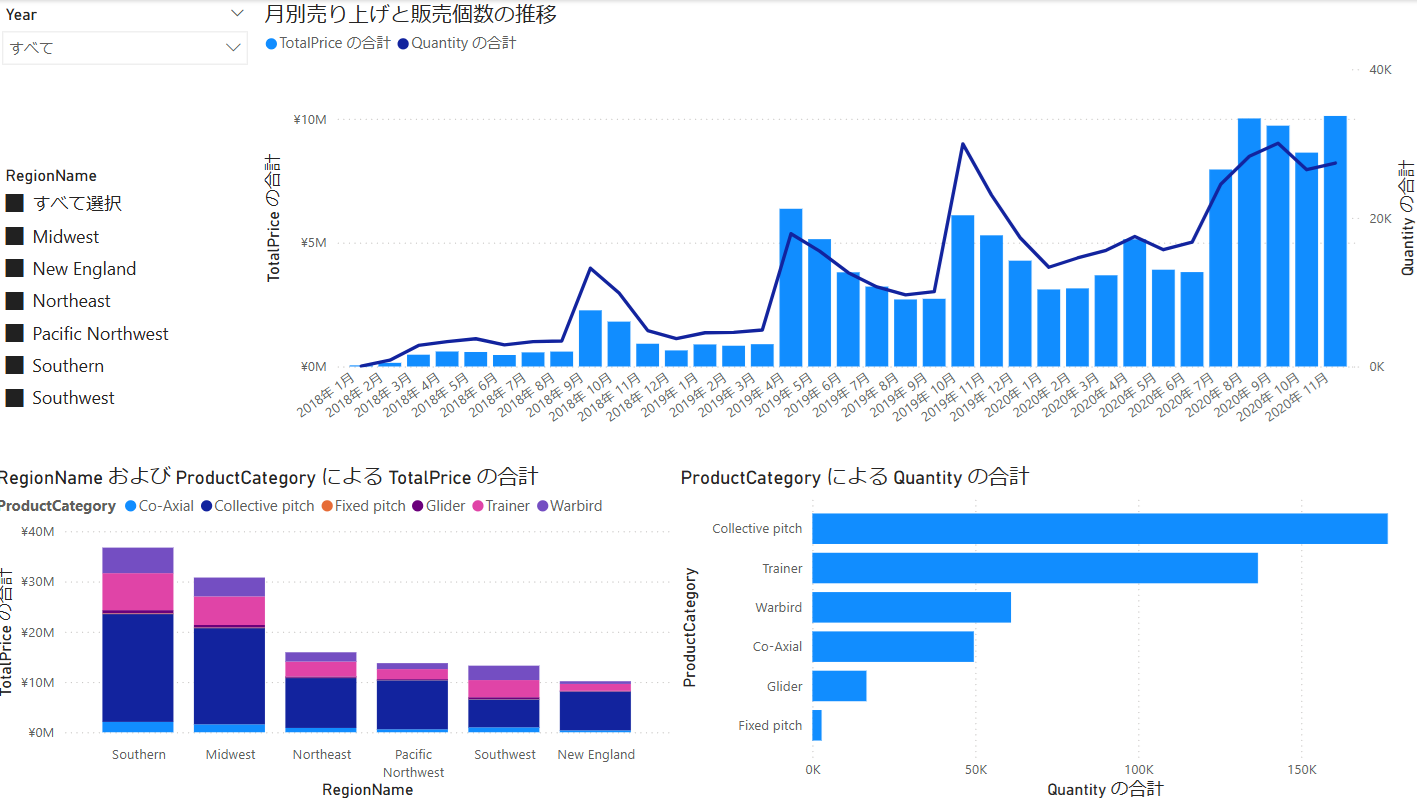 Year
すべて
RegionName
すべて選択
Midwest
New England
Northeast
Pacific Northwest
Southern
Southwest
月別売り上げと販売個数の推移
TotalPrice の合計 Quantity の合計
TotalPrice の合計
¥10M
¥5M
¥0M
40K
20K
0K
Quantity の合計
2018年 1月
2018年 2月
2018年 3月
2018年 4月
2018年 5月
2018年 6月
2018年 7月
2018年 8月
2018年 9月
2018年 10月
2018年 11月
2018年 12月
2019年 1月
2019年 2月
2019年 3月
2019年 4月
2019年 5月
2019年 6月
2019年 7月
2019年 8月
2019年 9月
2019年 10月
2019年 11月
2019年 12月
2020年 1月
2020年 2月
2020年 3月
2020年 4月
2020年 5月
2020年 6月
2020年 7月
2020年 8月
2020年 9月
2020年 10月
2020年 11月
RegionName および ProductCategory による TotalPrice の合計
ProductCategory Co-Axial Collective pitch Fixed pitch Glider Trainer Warbird
TotalPrice の合計
¥40M
¥30M
¥20M
¥10M
¥0M
Southern Midwest Northeast Pacific Southwest New England
Northwest
RegionName
ProductCategory による Quantity の合計
ProductCategory
Collective pitch
Trainer
Warbird
Co-Axial
Glider
Fixed pitch
0K 50K 100K 150K
Quantity の合計